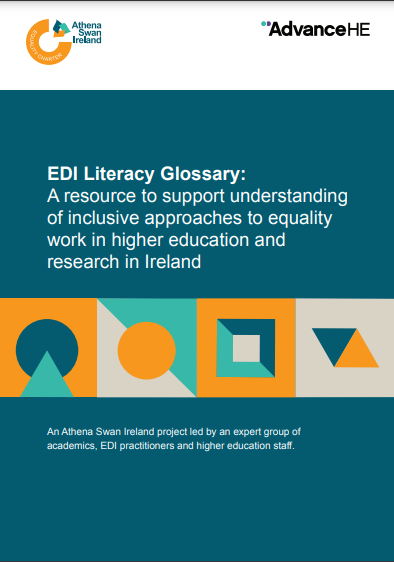 Athena
Swan
Ireland
EQUALITY CHARTER
AdvanceHE
EDI Literacy Glossary:
A resource to support understanding
of inclusive approaches to equality
work in higher education and
research in Ireland
An Athena Swan Ireland project led by an expert group of
academics, EDI practitioners and higher education staff.